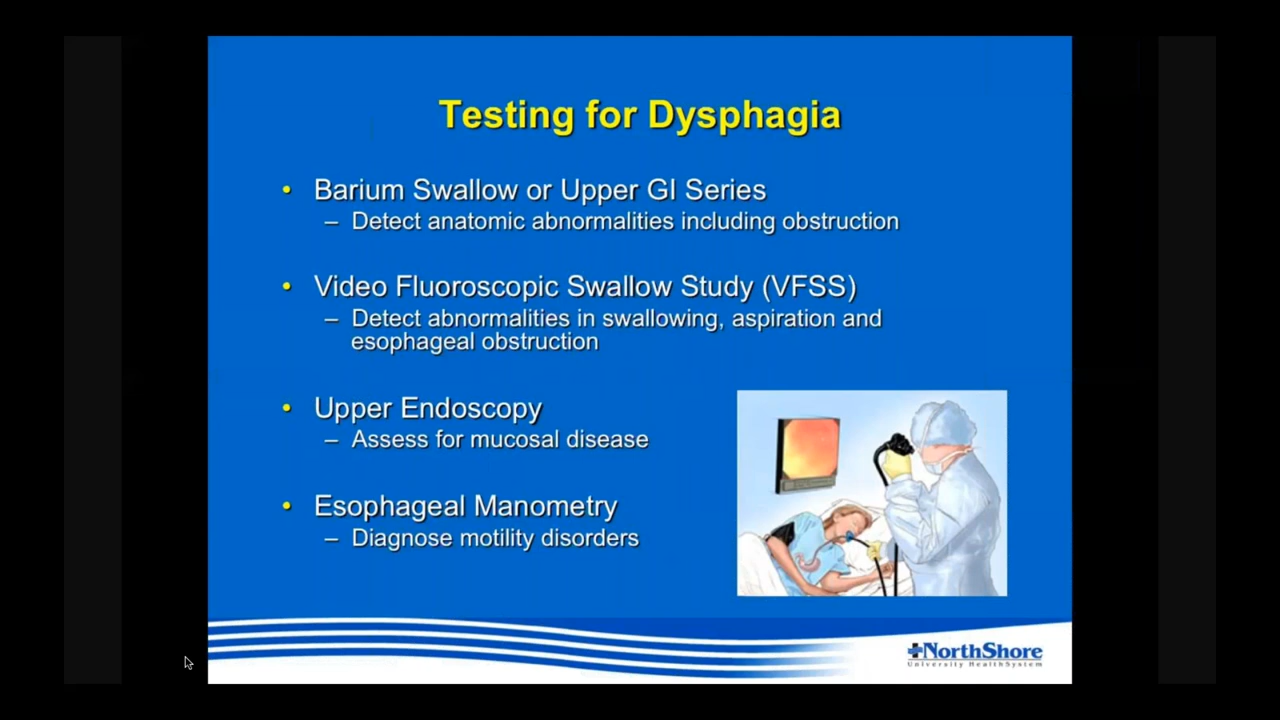 Testing for Dysphagia
• Barium Swallow or Upper GI Series
– Detect anatomic abnormalities including obstruction
• Video Fluoroscopic Swallow Study (VFSS)
– Detect abnormalities in swallowing, aspiration and
esophageal obstruction
• Upper Endoscopy
– Assess for mucosal disease
• Esophageal Manometry
– Diagnose motility disorders
NorthShore
University HealthSystem